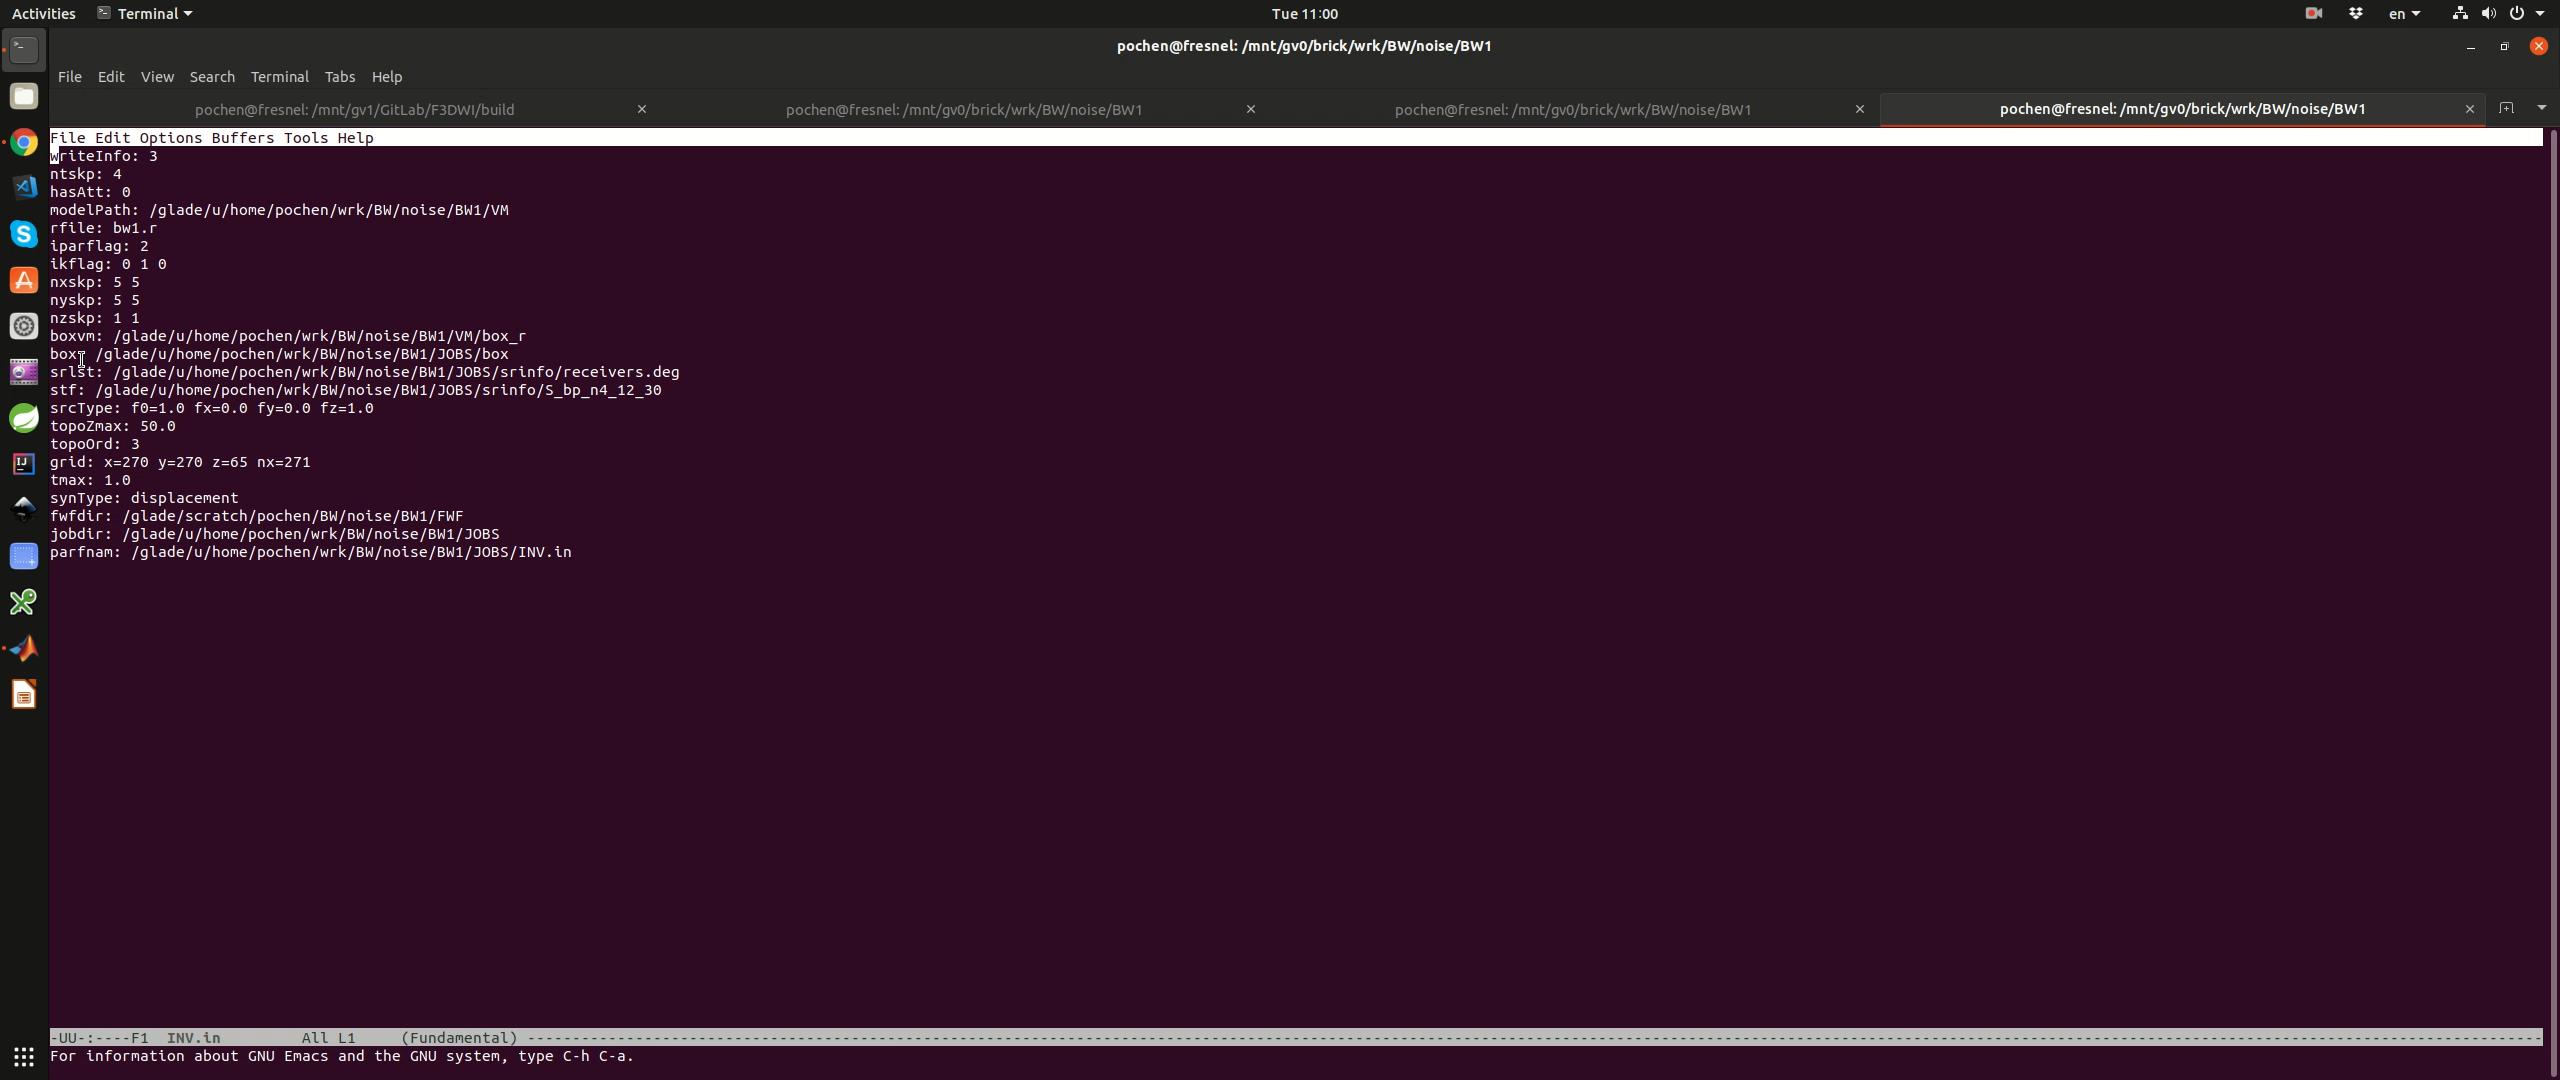 Activities Terminal Tue 11:00 en
pochen@fresnel: /mnt/gv0/brick/wrk/BW/noise/BW1
File Edit View Search Terminal Tabs Help
pochen@fresnel: /mnt/gv1/GitLab/F3DWI/build pochen@fresnel: /mnt/gv0/brick/wrk/BW/noise/BW1 pochen@fresnel: /mnt/gv0/brick/wrk/BW/noise/BW1 pochen@fresnel: /mnt/gv0/brick/wrk/BW/noise/BW1
File Edit Options Buffers Tools Help
writeInfo: 3
ntskp: 4
hasAtt: 0
modelPath: /glade/u/home/pochen/wrk/BW/noise/BW1/VM
rfile: bw1.r
iparflag: 2
ikflag: 0 1 0
nxskp: 5 5
nyskp: 5 5
nzskp: 1 1
boxvm: /glade/u/home/pochen/wrk/BW/noise/BW1/VM/box_r
box: /glade/u/home/pochen/wrk/BW/noise/BW1/JOBS/box
srlst: /glade/u/home/pochen/wrk/BW/noise/BW1/JOBS/srinfo/receivers.deg
stf: /glade/u/home/pochen/wrk/BW/noise/BW1/JOBS/srinfo/S_bp_n4_12_30
srcType: f0=1.0 fx=0.0 fy=0.0 fz=1.0
topoZmax: 50.0
topoOrd: 3
grid: x=270 y=270 z=65 nx=271
tmax: 1.0
synType: displacement
fwfdir: /glade/scratch/pochen/BW/noise/BW1/FWF
jobdir: /glade/u/home/pochen/wrk/BW/noise/BW1/JOBS
parfnam: /glade/u/home/pochen/wrk/BW/noise/BW1/JOBS/INV.in
-UU-:----F1 INV.in All L1 (Fundamental) ----------
For information about GNU Emacs and the GNU system, type C-h C-a.